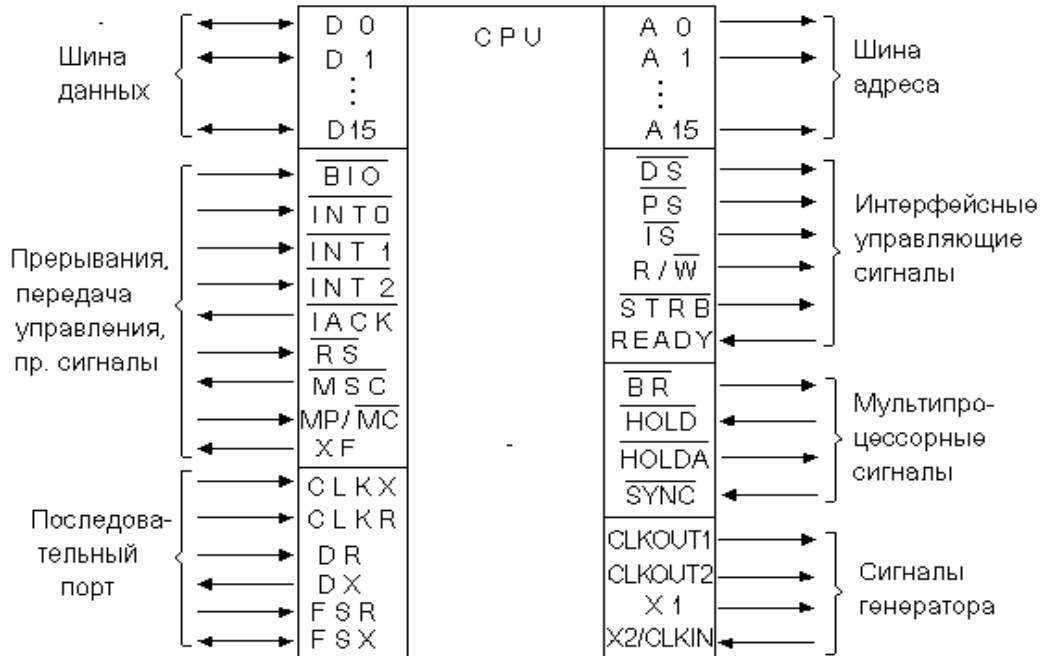 Шина
данных
Прерывания,
передача
управления,
пр. сигналы
Последова-
тельный
порт
D 0
D 1
D15
BIO
INT0
INT 1
INT 2
IACK
RS
MSC
MP/MC
XF
CLKX
CLKR
DR
DX
FSR
FSX
CPU
A 0
A 1
A 15
DS
PS
IS
R/W
STRB
READY
BR
HOLD
HOLDA
SYNC
CLKOUT1
CLKOUT2
X1
X2/CLKIN
Шина
адреса
Интерфейсные
управляющие
сигналы
Мультипро-
цессорные
сигналы
Сигналы
генератора